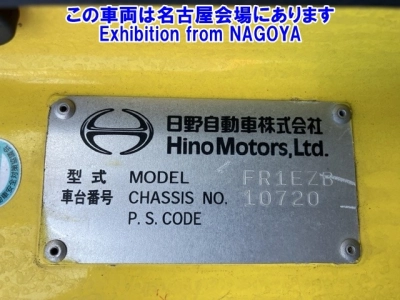 この車両は名古屋会場にあります
Exhibition from NAGOYA
日野自動車株式会社
Hino Motors, Ltd.
型式 MODEL FR1EZB
車台番号 CHASSIS NO. 10720
P. S. CODE